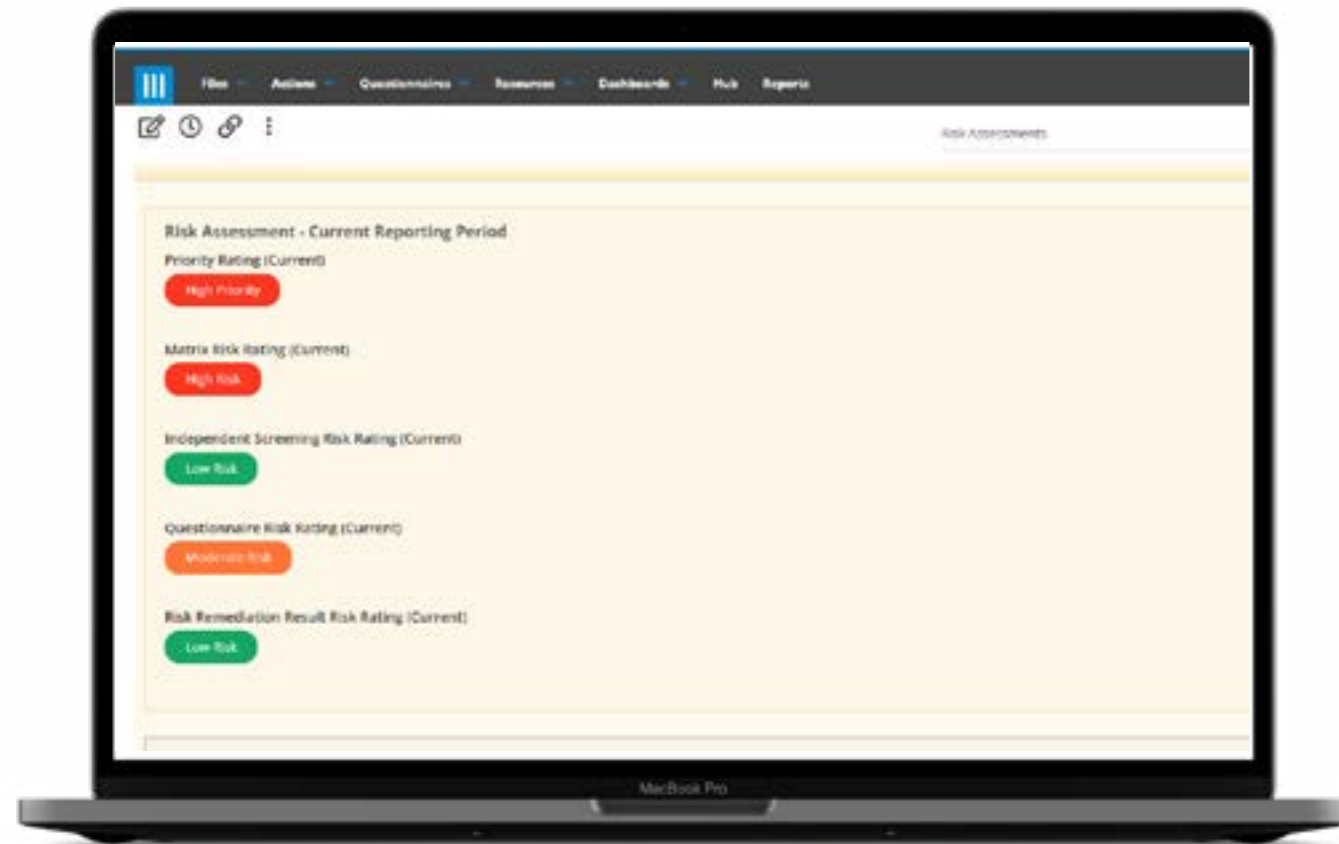 Files Actions Questionnaires Resources Dashboards Hub Reports
Risk Assessments
Risk Assessment - Current Reporting Period
Priority Rating (Current)
High Priority
Matrix Risk Rating (Current)
High Risk
Independent Screening Risk Rating (Current)
Low Risk
Questionnaire Risk Rating (Current)
Moderate Risk
Risk Remediation Result Risk Rating (Current)
Low Risk
MacBook Pro